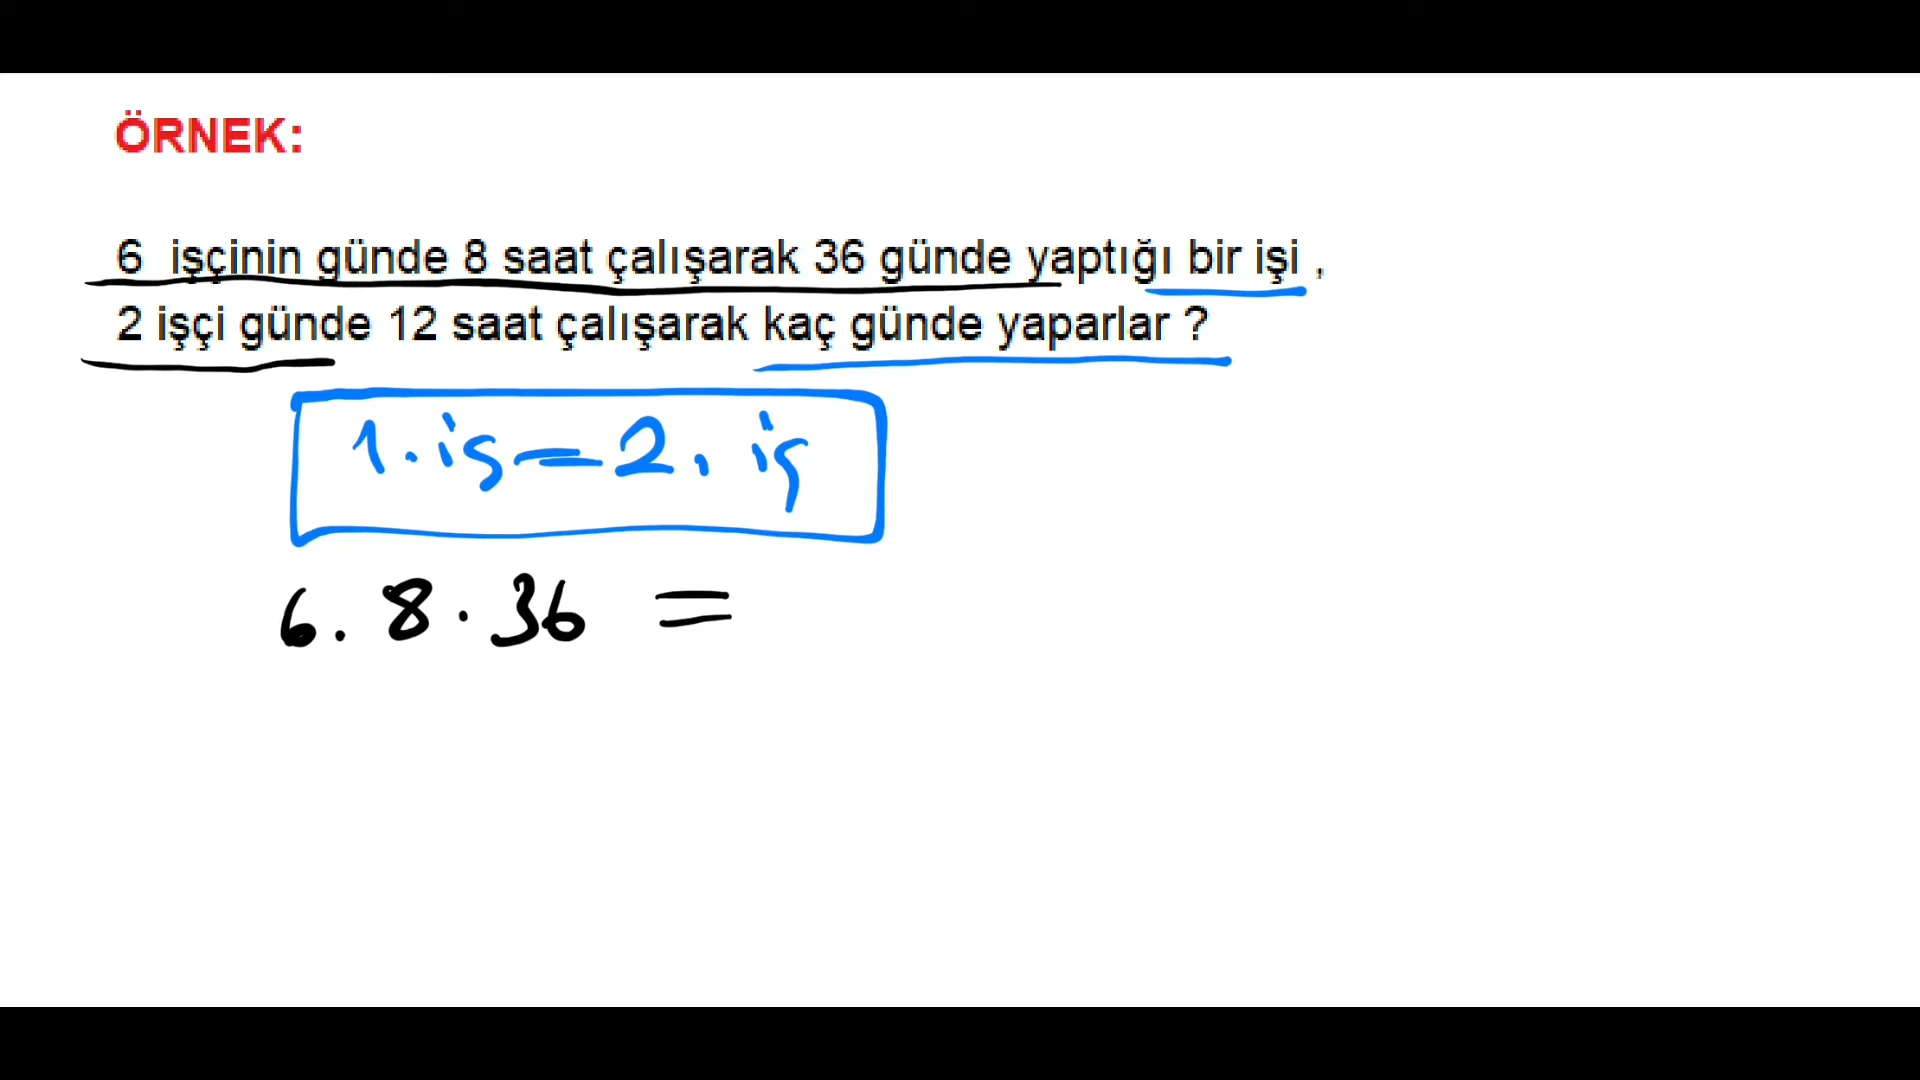 ÖRNEK:
6 işçinin günde 8 saat çalışarak 36 günde yaptığı bir işi ,
2 işçi günde 12 saat çalışarak kaç günde yaparlar ?
1. iş = 2. iş
6. 8 . 36 =